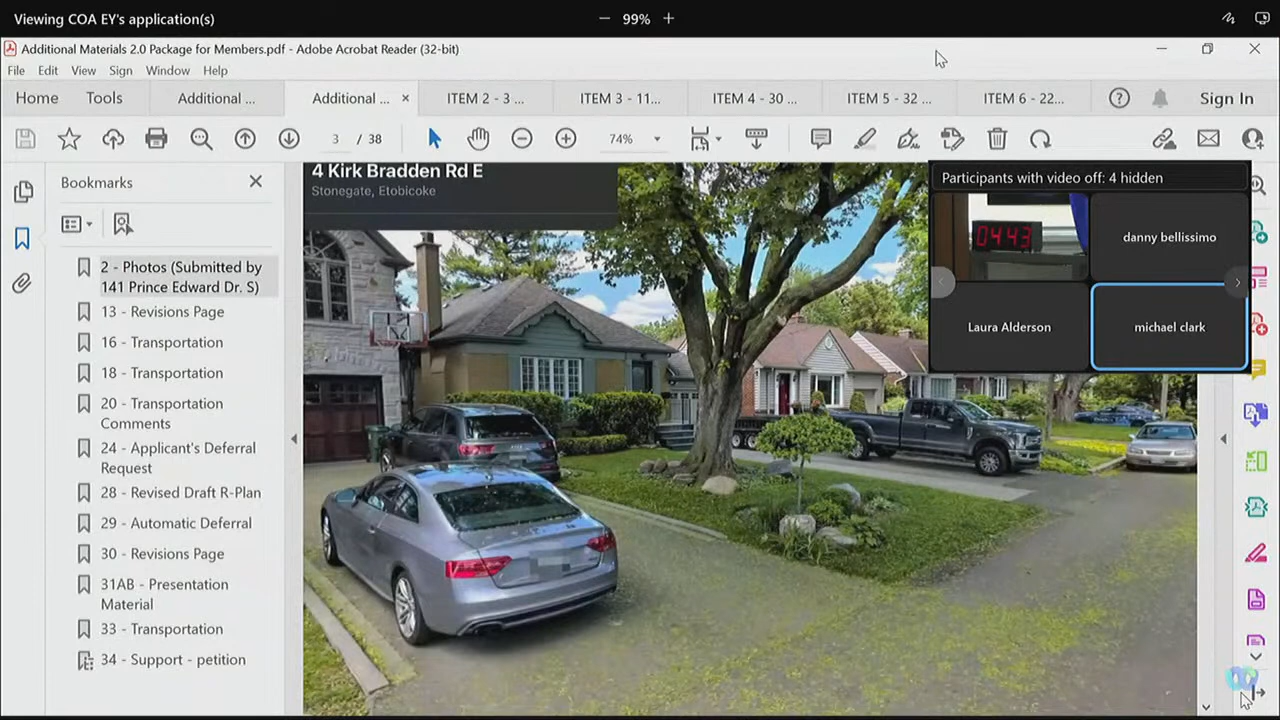 Viewing COA EY's application(s)
99%
Additional Materials 2.0 Package for Members.pdf - Adobe Acrobat Reader (32-bit)
File Edit View Sign Window Help
Home Tools Additional ... Additional ... × ITEM 2 - 3 ... ITEM 3 - 11... ITEM 4 - 30 ... ITEM 5 - 32 ... ITEM 6 - 22... Sign In
3 / 38 74%
Bookmarks
2 - Photos (Submitted by
141 Prince Edward Dr. S)
13 - Revisions Page
16 - Transportation
18 - Transportation
20 - Transportation
Comments
24 - Applicant's Deferral
Request
28 - Revised Draft R-Plan
29 - Automatic Deferral
30 - Revisions Page
31AB - Presentation
Material
33 - Transportation
34 - Support - petition
4 Kirk Bradden Rd E
Stonegate, Etobicoke
Participants with video off: 4 hidden
04:43
danny bellissimo
Laura Alderson
michael clark